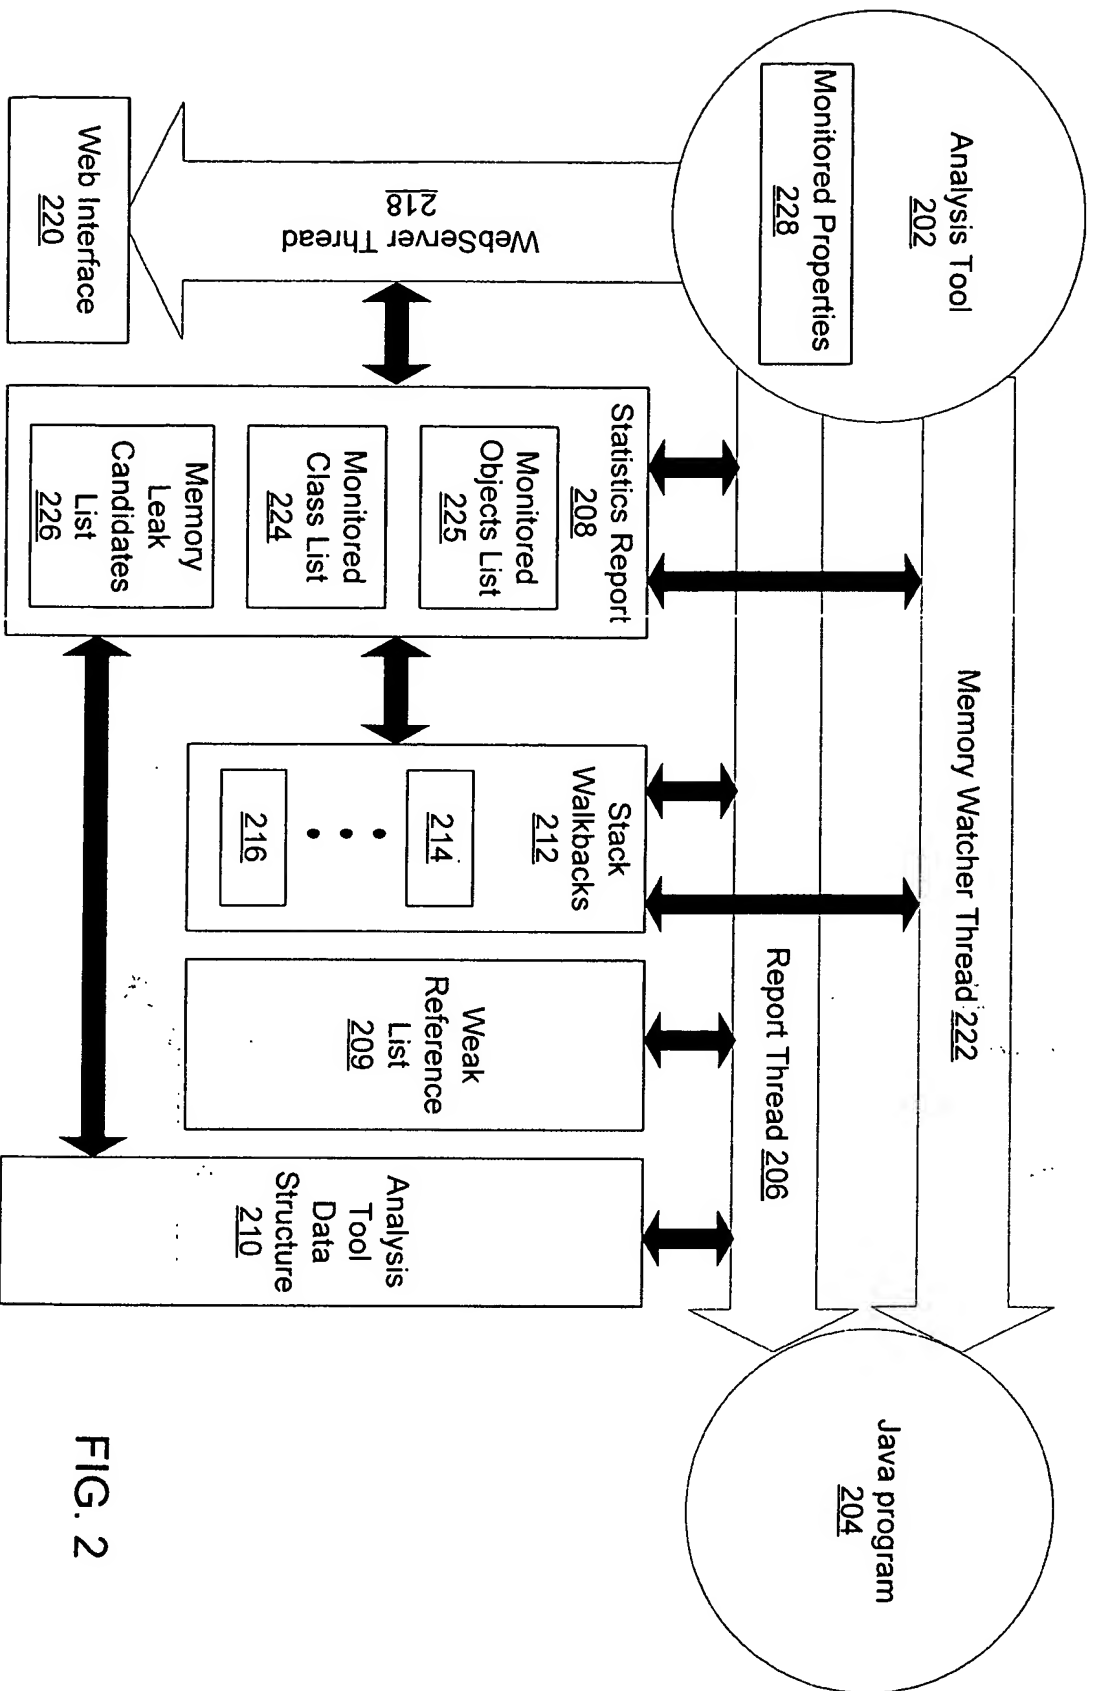 Analysis Tool
202
Monitored Properties
228
Memory Watcher Thread 222
Report Thread 206
Java program
204
WebServer Thread
218
Web Interface
220
Statistics Report
208
Monitored
Objects List
225
Monitored
Class List
224
Memory
Leak
Candidates
List
226
Stack
Walkbacks
212
214
216
Weak
Reference
List
209
Analysis
Tool
Data
Structure
210
FIG. 2